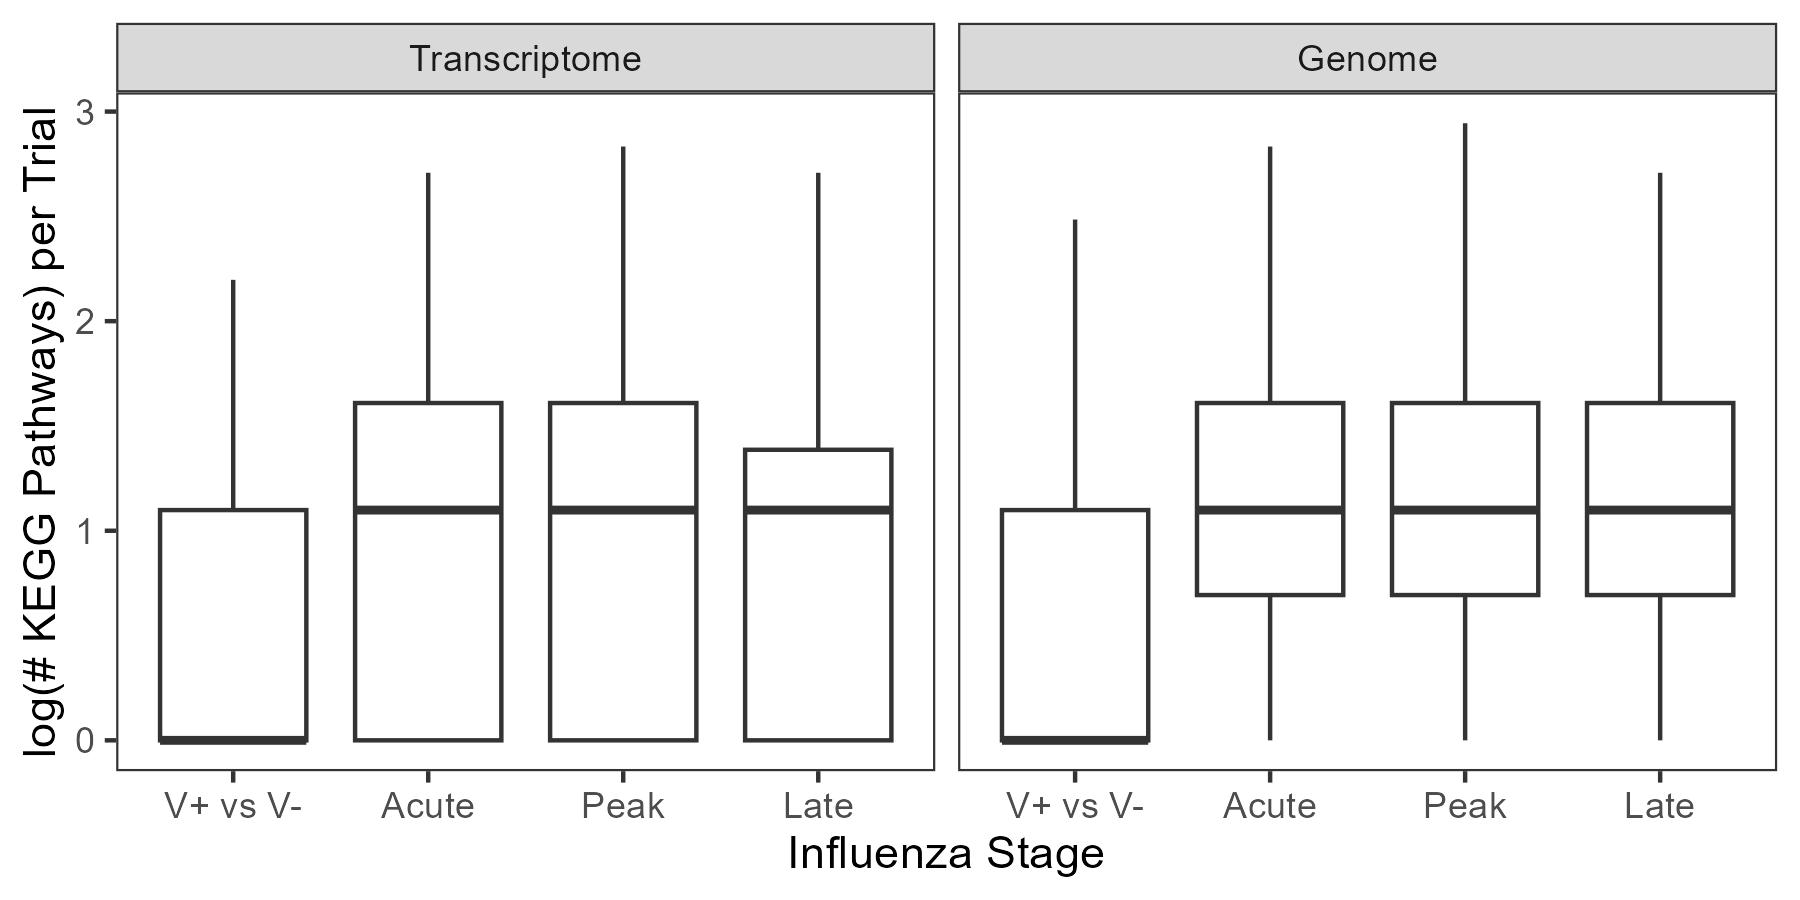 Transcriptome
Genome
log(# KEGG Pathways) per Trial
3
2
1
0
V+ vs V-
Acute
Peak
Late
V+ vs V-
Acute
Peak
Late
Influenza Stage